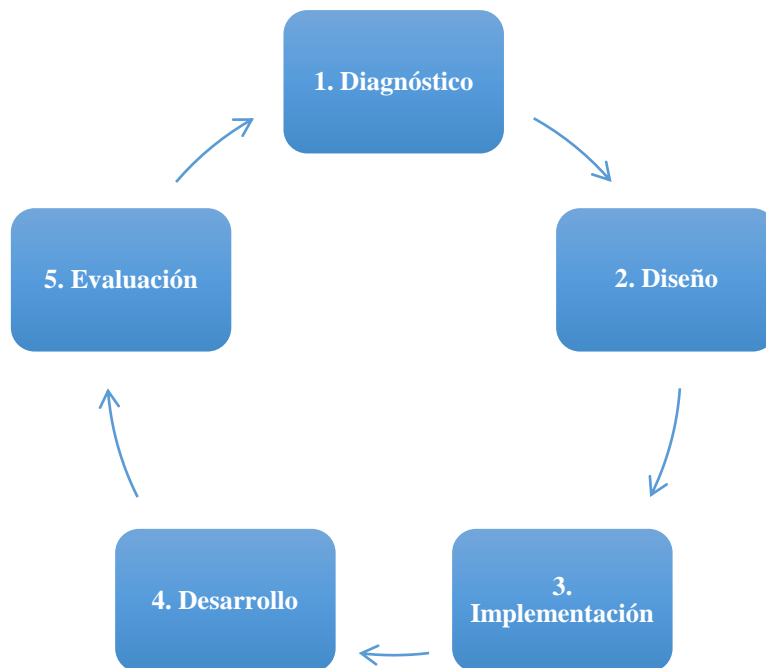 1. Diagnóstico
2. Diseño
3.
Implementación
4. Desarrollo
5. Evaluación